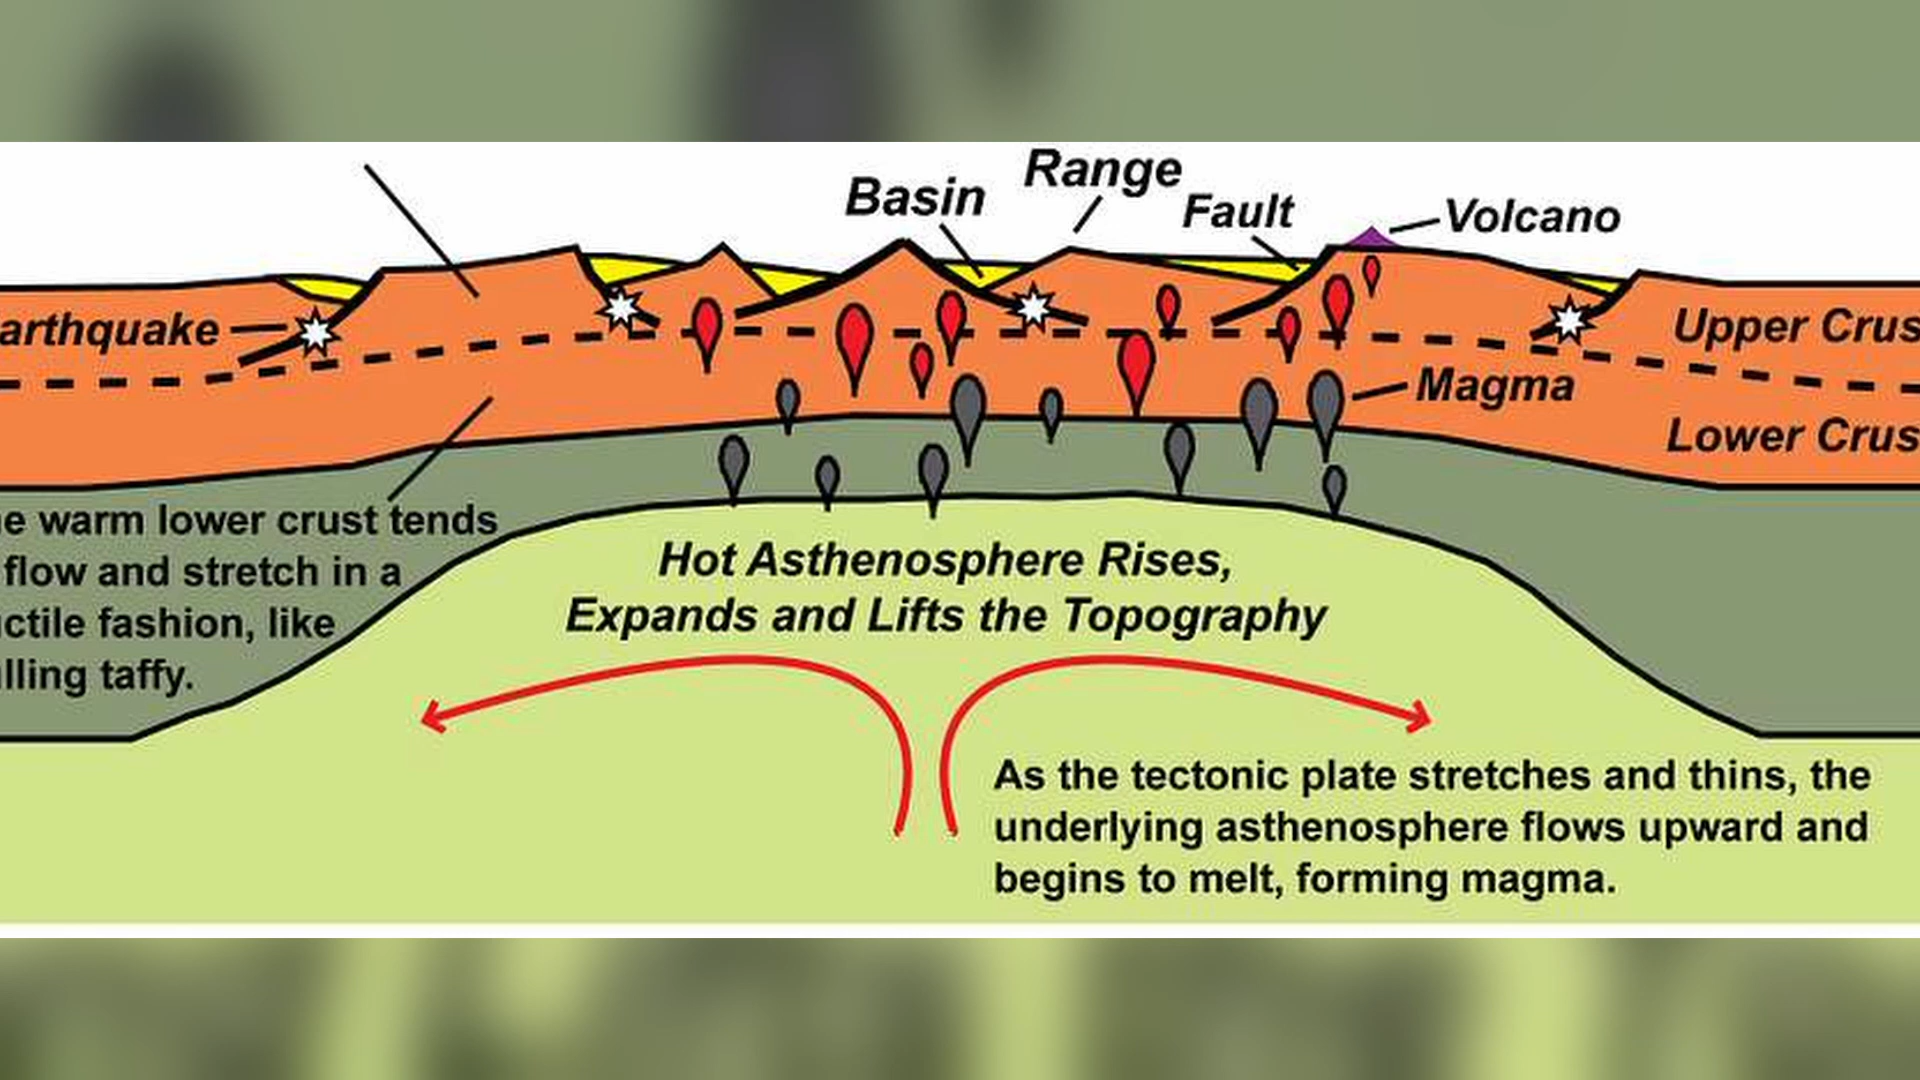 Range
Basin
Fault
Volcano
arthquake
Upper Crus
Magma
Lower Crus
e warm lower crust tends
flow and stretch in a
ctile fashion, like
lling taffy.
Hot Asthenosphere Rises,
Expands and Lifts the Topography
As the tectonic plate stretches and thins, the
underlying asthenosphere flows upward and
begins to melt, forming magma.